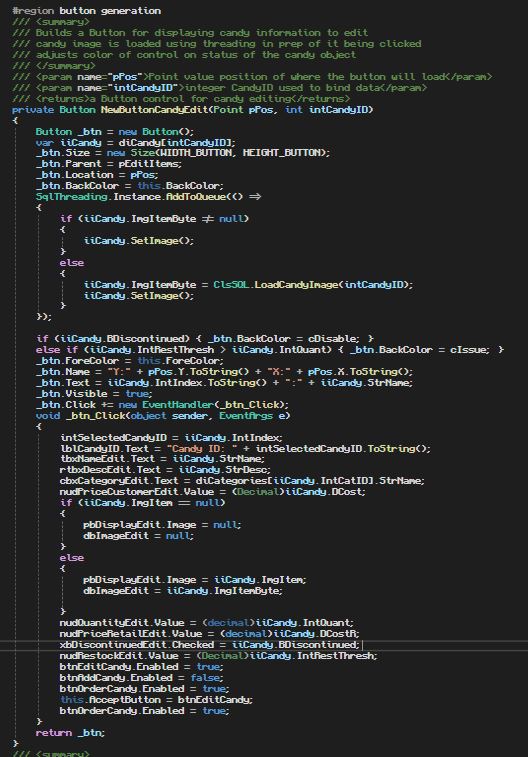 #region button generation
/// <summary>
/// Builds a Button for displaying candy information to edit
/// candy image is loaded using threading in prep of it being clicked
/// adjusts color of control on status of the candy object
/// </summary>
/// <param name="pPos">Point value position of where the button will load</param>
/// <param name="intCandyID">integer CandyID used to bind data</param>
/// <returns>a Button control for candy editing</returns>
private Button NewButtonCandyEdit(Point pPos, int intCandyID)
{
    Button _btn = new Button();
    var iiCandy = diCandy[intCandyID];
    _btn.Size = new Size(WIDTH_BUTTON, HEIGHT_BUTTON);
    _btn.Parent = pEditItems;
    _btn.Location = pPos;
    _btn.BackColor = this.BackColor;
    SqlThreading.Instance.AddToQueue(() =>
    {
        if (iiCandy.ImgItemByte != null)
        {
            iiCandy.SetImage();
        }
        else
        {
            iiCandy.ImgItemByte = ClsSQL.LoadCandyImage(intCandyID);
            iiCandy.SetImage();
        }
    });

    if (iiCandy.BDiscontinued) { _btn.BackColor = cDisable; }
    else if (iiCandy.IntRestThresh > iiCandy.IntQuant) { _btn.BackColor = cIssue; }
    _btn.ForeColor = this.ForeColor;
    _btn.Name = "Y:" + pPos.Y.ToString() + "X:" + pPos.X.ToString();
    _btn.Text = iiCandy.IntIndex.ToString() + ":" + iiCandy.StrName;
    _btn.Visible = true;
    _btn.Click += new EventHandler(_btn_Click);
    void _btn_Click(object sender, EventArgs e)
    {
        intSelectedCandyID = iiCandy.IntIndex;
        lblCandyID.Text = "Candy ID: " + intSelectedCandyID.ToString();
        tbxNameEdit.Text = iiCandy.StrName;
        rtbxDescEdit.Text = iiCandy.StrDesc;
        cbxCategoryEdit.Text = diCategories[iiCandy.IntCatID].StrName;
        nudPriceCustomerEdit.Value = (Decimal)iiCandy.DCost;
        if (iiCandy.ImgItem == null)
        {
            pbDisplayEdit.Image = null;
            dbImageEdit = null;
        }
        else
        {
            pbDisplayEdit.Image = iiCandy.ImgItem;
            dbImageEdit = iiCandy.ImgItemByte;

        }
        nudQuantityEdit.Value = (decimal)iiCandy.IntQuant;
        nudPriceRetailEdit.Value = (decimal)iiCandy.DCostR;
        xbDiscontinuedEdit.Checked = iiCandy.BDiscontinued;
        nudRestockEdit.Value = (Decimal)iiCandy.IntRestThresh;
        btnEditCandy.Enabled = true;
        btnAddCandy.Enabled = false;
        btnOrderCandy.Enabled = true;
        this.AcceptButton = btnEditCandy;
        btnOrderCandy.Enabled = true;
    }
    return _btn;
}
/// <summary>